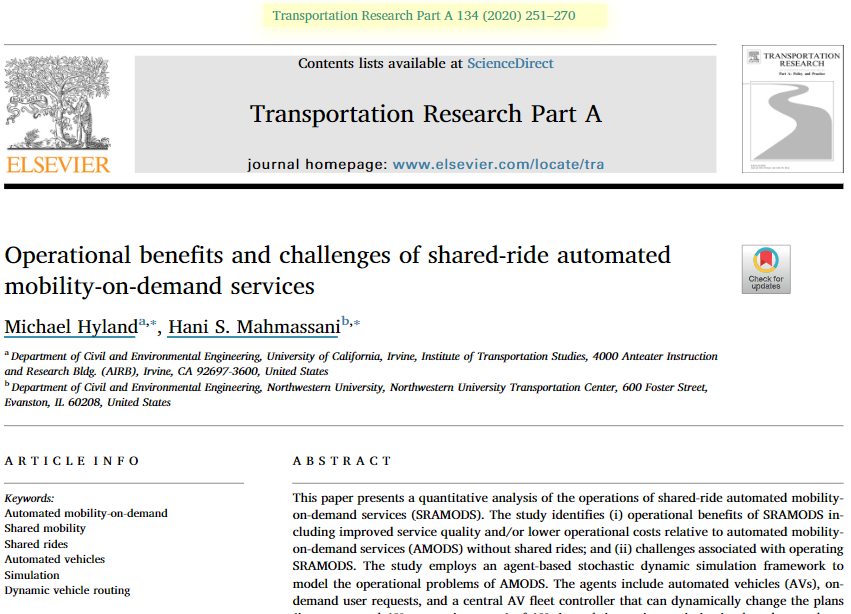 Transportation Research Part A 134 (2020) 251–270
Contents lists available at ScienceDirect
Transportation Research Part A
journal homepage: www.elsevier.com/locate/tra
ELSEVIER
TRANSPORTATION
RESEARCH
Part A: Policy and Practice
Operational benefits and challenges of shared-ride automated
mobility-on-demand services
Check for
updates
Michael Hylandᵃ,*, Hani S. Mahmassaniᵇ,*
ᵃ Department of Civil and Environmental Engineering, University of California, Irvine, Institute of Transportation Studies, 4000 Anteater Instruction
and Research Bldg. (AIRB), Irvine, CA 92697-3600, United States
ᵇ Department of Civil and Environmental Engineering, Northwestern University, Northwestern University Transportation Center, 600 Foster Street,
Evanston, IL 60208, United States
ARTICLE INFO
Keywords:
Automated mobility-on-demand
Shared mobility
Shared rides
Automated vehicles
Simulation
Dynamic vehicle routing
ABSTRACT
This paper presents a quantitative analysis of the operations of shared-ride automated mobility-
on-demand services (SRAMODS). The study identifies (i) operational benefits of SRAMODS in-
cluding improved service quality and/or lower operational costs relative to automated mobility-
on-demand services (AMODS) without shared rides; and (ii) challenges associated with operating
SRAMODS. The study employs an agent-based stochastic dynamic simulation framework to
model the operational problems of AMODS. The agents include automated vehicles (AVs), on-
demand user requests, and a central AV fleet controller that can dynamically change the plans